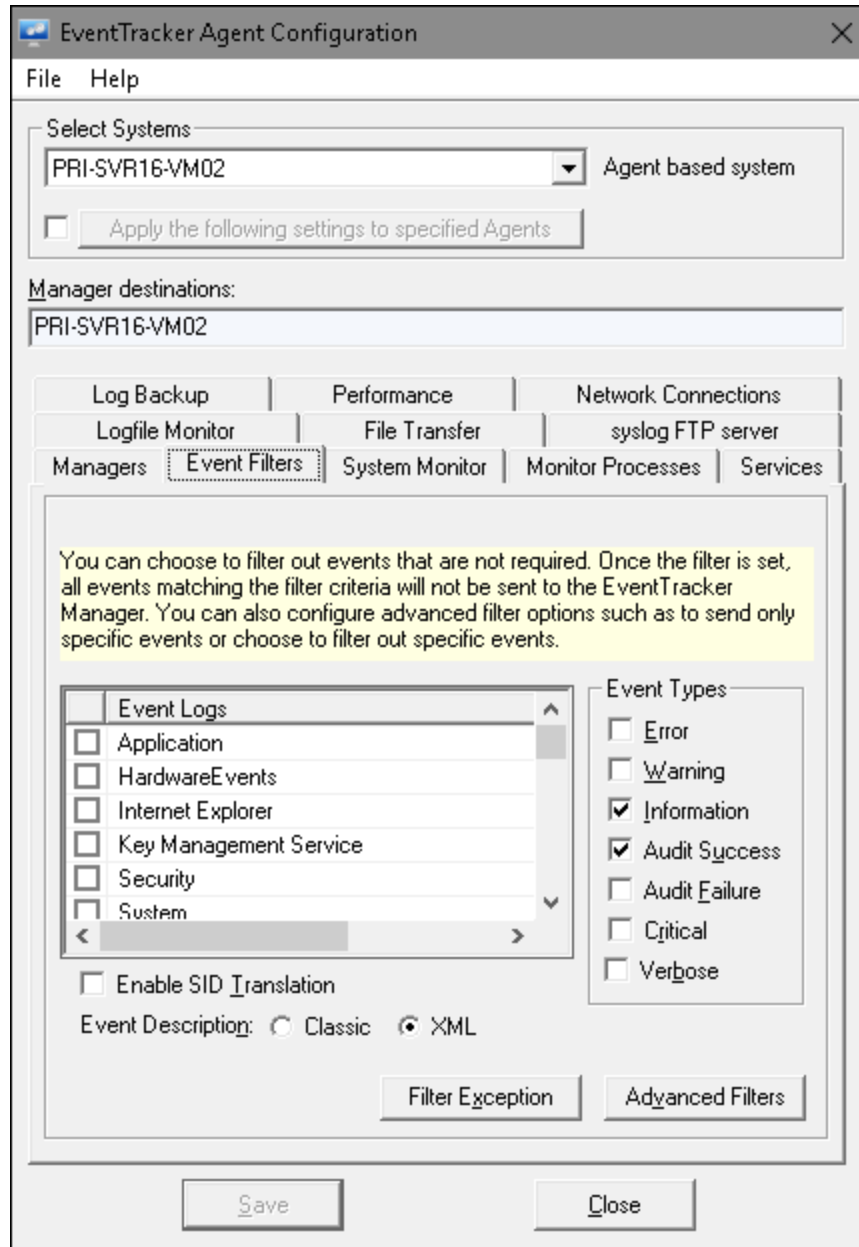 EventTracker Agent Configuration
File Help
Select Systems
PRI-SVR16-VM02
Agent based system
Apply the following settings to specified Agents
Manager destinations:
PRI-SVR16-VM02
Log Backup Performance Network Connections
Logfile Monitor File Transfer syslog FTP server
Managers Event Filters System Monitor Monitor Processes Services
You can choose to filter out events that are not required. Once the filter is set,
all events matching the filter criteria will not be sent to the EventTracker
Manager. You can also configure advanced filter options such as to send only
specific events or choose to filter out specific events.
Event Logs
Application
HardwareEvents
Internet Explorer
Key Management Service
Security
System
Event Types
Error
Warning
Information
Audit Success
Audit Failure
Critical
Verbose
Enable SID Translation
Event Description: Classic XML
Filter Exception Advanced Filters
Save Close